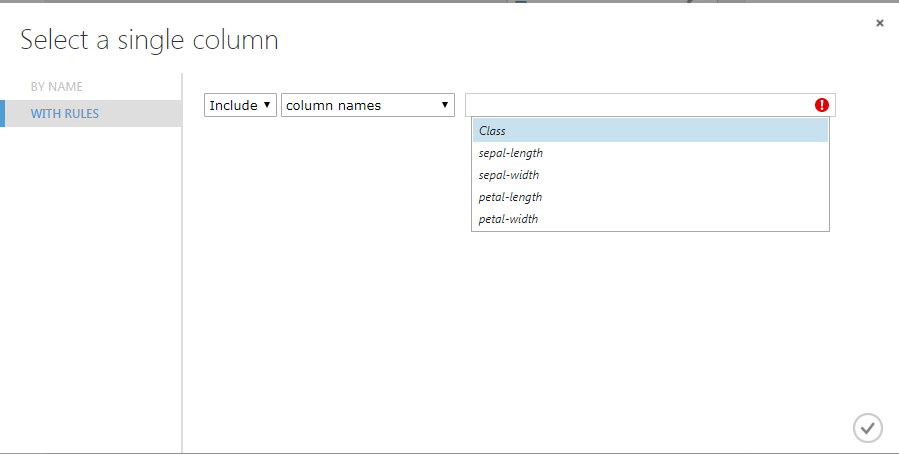 Select a single column
BY NAME
WITH RULES
Include column names
Class
sepal-length
sepal-width
petal-length
petal-width